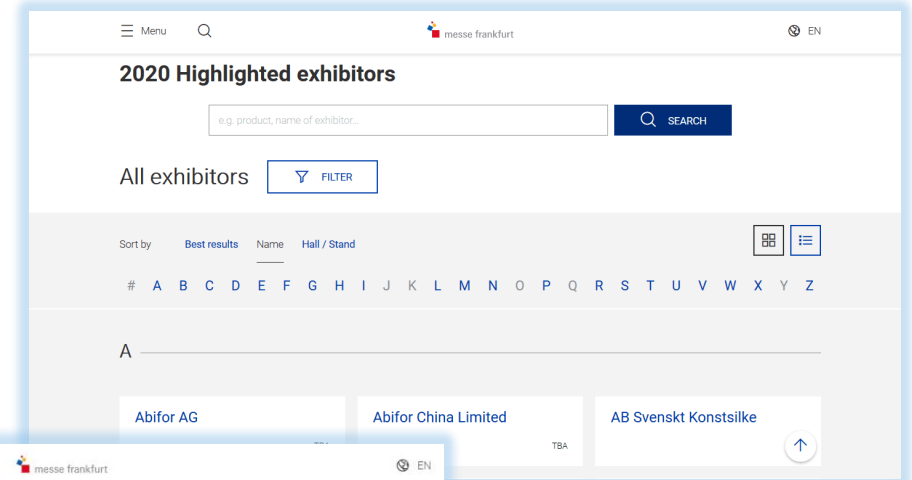 Menu
messe frankfurt
EN
2020 Highlighted exhibitors
e.g. product, name of exhibitor...
SEARCH
All exhibitors
FILTER
Sort by Best results Name Hall / Stand
# A B C D E F G H I J K L M N O P Q R S T U V W X Y Z
A
Abifor AG
Abifor China Limited
TBA
AB Svenskt Konstsilke
messe frankfurt
EN